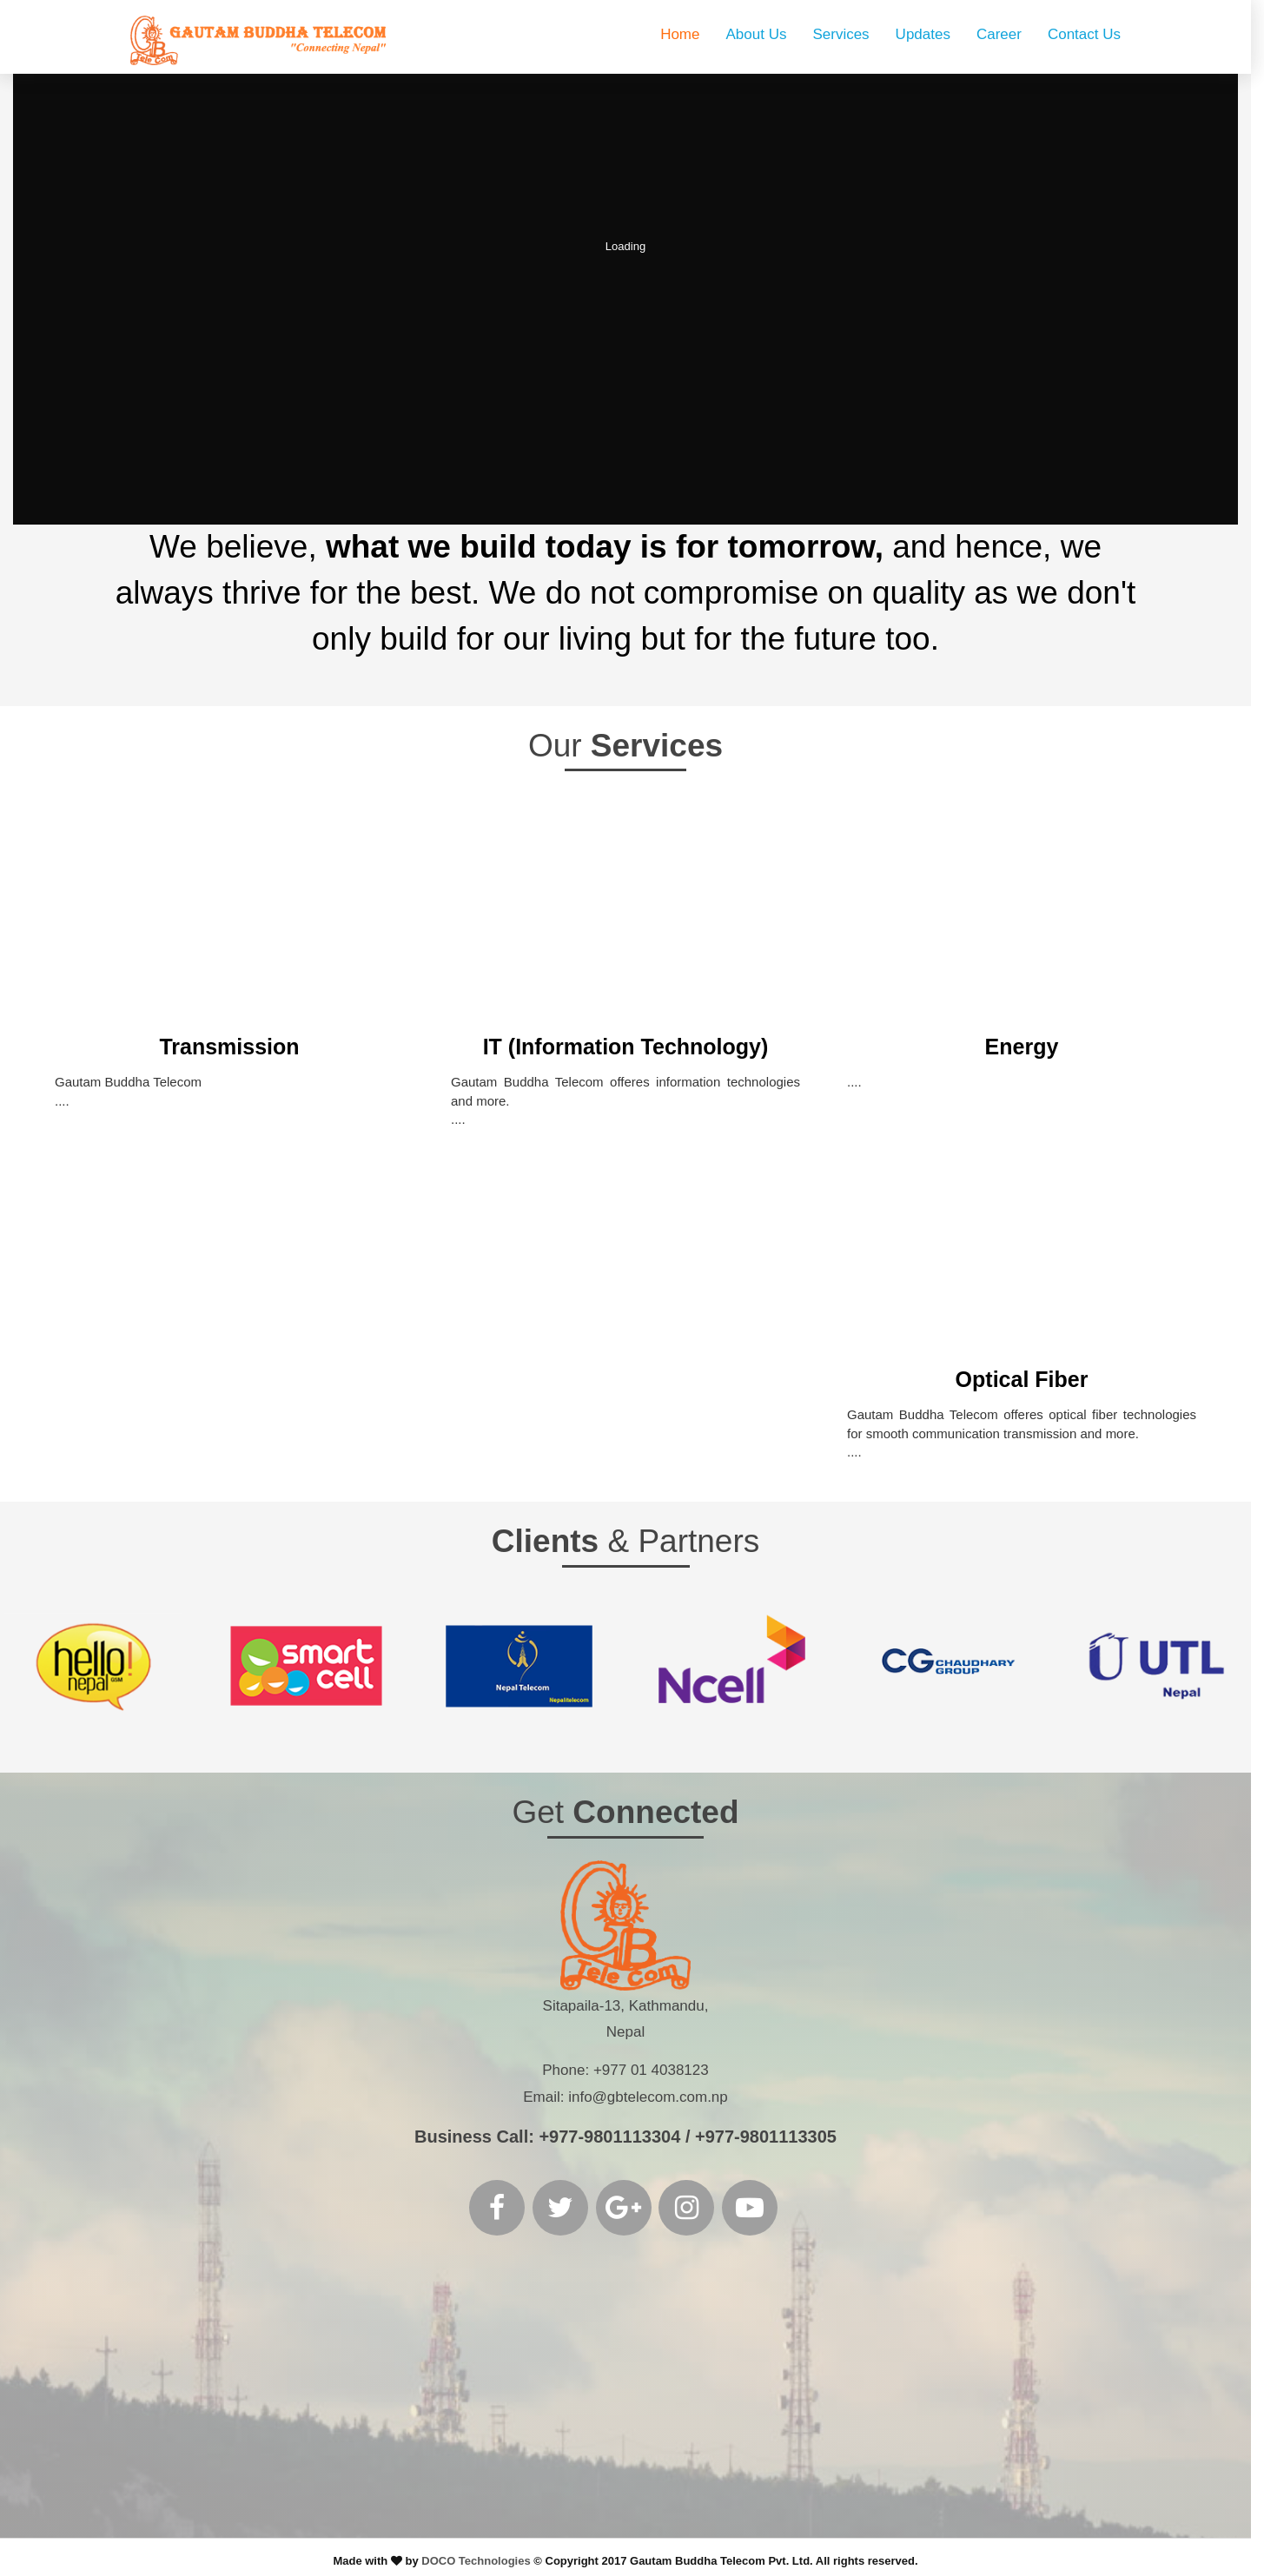 GAUTAM BUDDHA TELECOM
"Connecting Nepal"
Tele Com
Home About Us Services Updates Career Contact Us
Loading
We believe, what we build today is for tomorrow, and hence, we
always thrive for the best. We do not compromise on quality as we don't
only build for our living but for the future too.
Our Services
Transmission
Gautam Buddha Telecom
....
IT (Information Technology)
Gautam Buddha Telecom offeres information technologies
and more.
....
Energy
....
Optical Fiber
Gautam Buddha Telecom offeres optical fiber technologies
for smooth communication transmission and more.
....
Clients & Partners
hello!
nepal GSM
smart
cell
Nepal Telecom
Nepaltelecom
Ncell
CG CHAUDHARY
GROUP
UTL
Nepal
Get Connected
GB
Tele Com
Sitapaila-13, Kathmandu,
Nepal
Phone: +977 01 4038123
Email: info@gbtelecom.com.np
Business Call: +977-9801113304 / +977-9801113305
Made with ♥ by DOCO Technologies © Copyright 2017 Gautam Buddha Telecom Pvt. Ltd. All rights reserved.